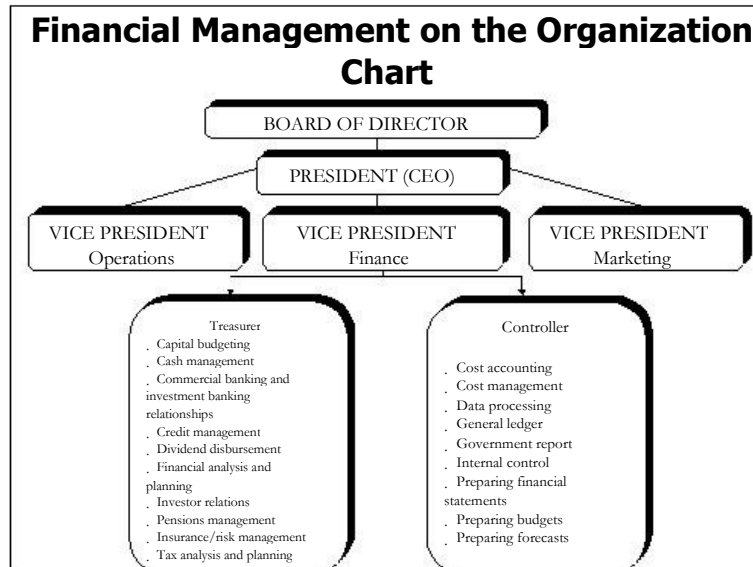 Financial Management on the Organization
Chart
BOARD OF DIRECTOR
PRESIDENT (CEO)
VICE PRESIDENT
Operations
VICE PRESIDENT
Finance
VICE PRESIDENT
Marketing
Treasurer
. Capital budgeting
. Cash management
. Commercial banking and
investment banking
relationships
. Credit management
. Dividend disbursement
. Financial analysis and
planning
. Investor relations
. Pensions management
. Insurance/risk management
. Tax analysis and planning
Controller
. Cost accounting
. Cost management
. Data processing
. General ledger
. Government report
. Internal control
. Preparing financial
statements
. Preparing budgets
. Preparing forecasts